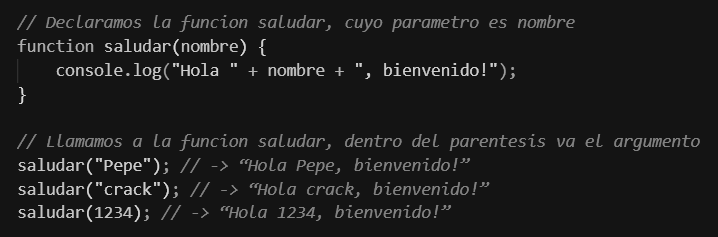 // Declaramos la funcion saludar, cuyo parametro es nombre
function saludar(nombre) {
    console.log("Hola " + nombre + ", bienvenido!");
}

// Llamamos a la funcion saludar, dentro del parentesis va el argumento
saludar("Pepe"); // -> “Hola Pepe, bienvenido!”
saludar("crack"); // -> “Hola crack, bienvenido!”
saludar(1234); // -> “Hola 1234, bienvenido!”